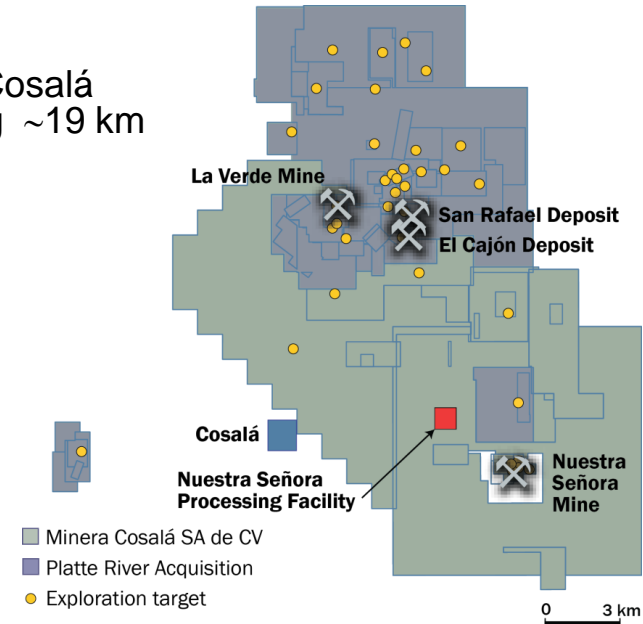 Cosalá
~19 km
La Verde Mine
San Rafael Deposit
El Cajón Deposit
Cosalá
Nuestra Señora
Processing Facility
Nuestra
Señora
Mine
Minera Cosalá SA de CV
Platte River Acquisition
Exploration target
0 3 km